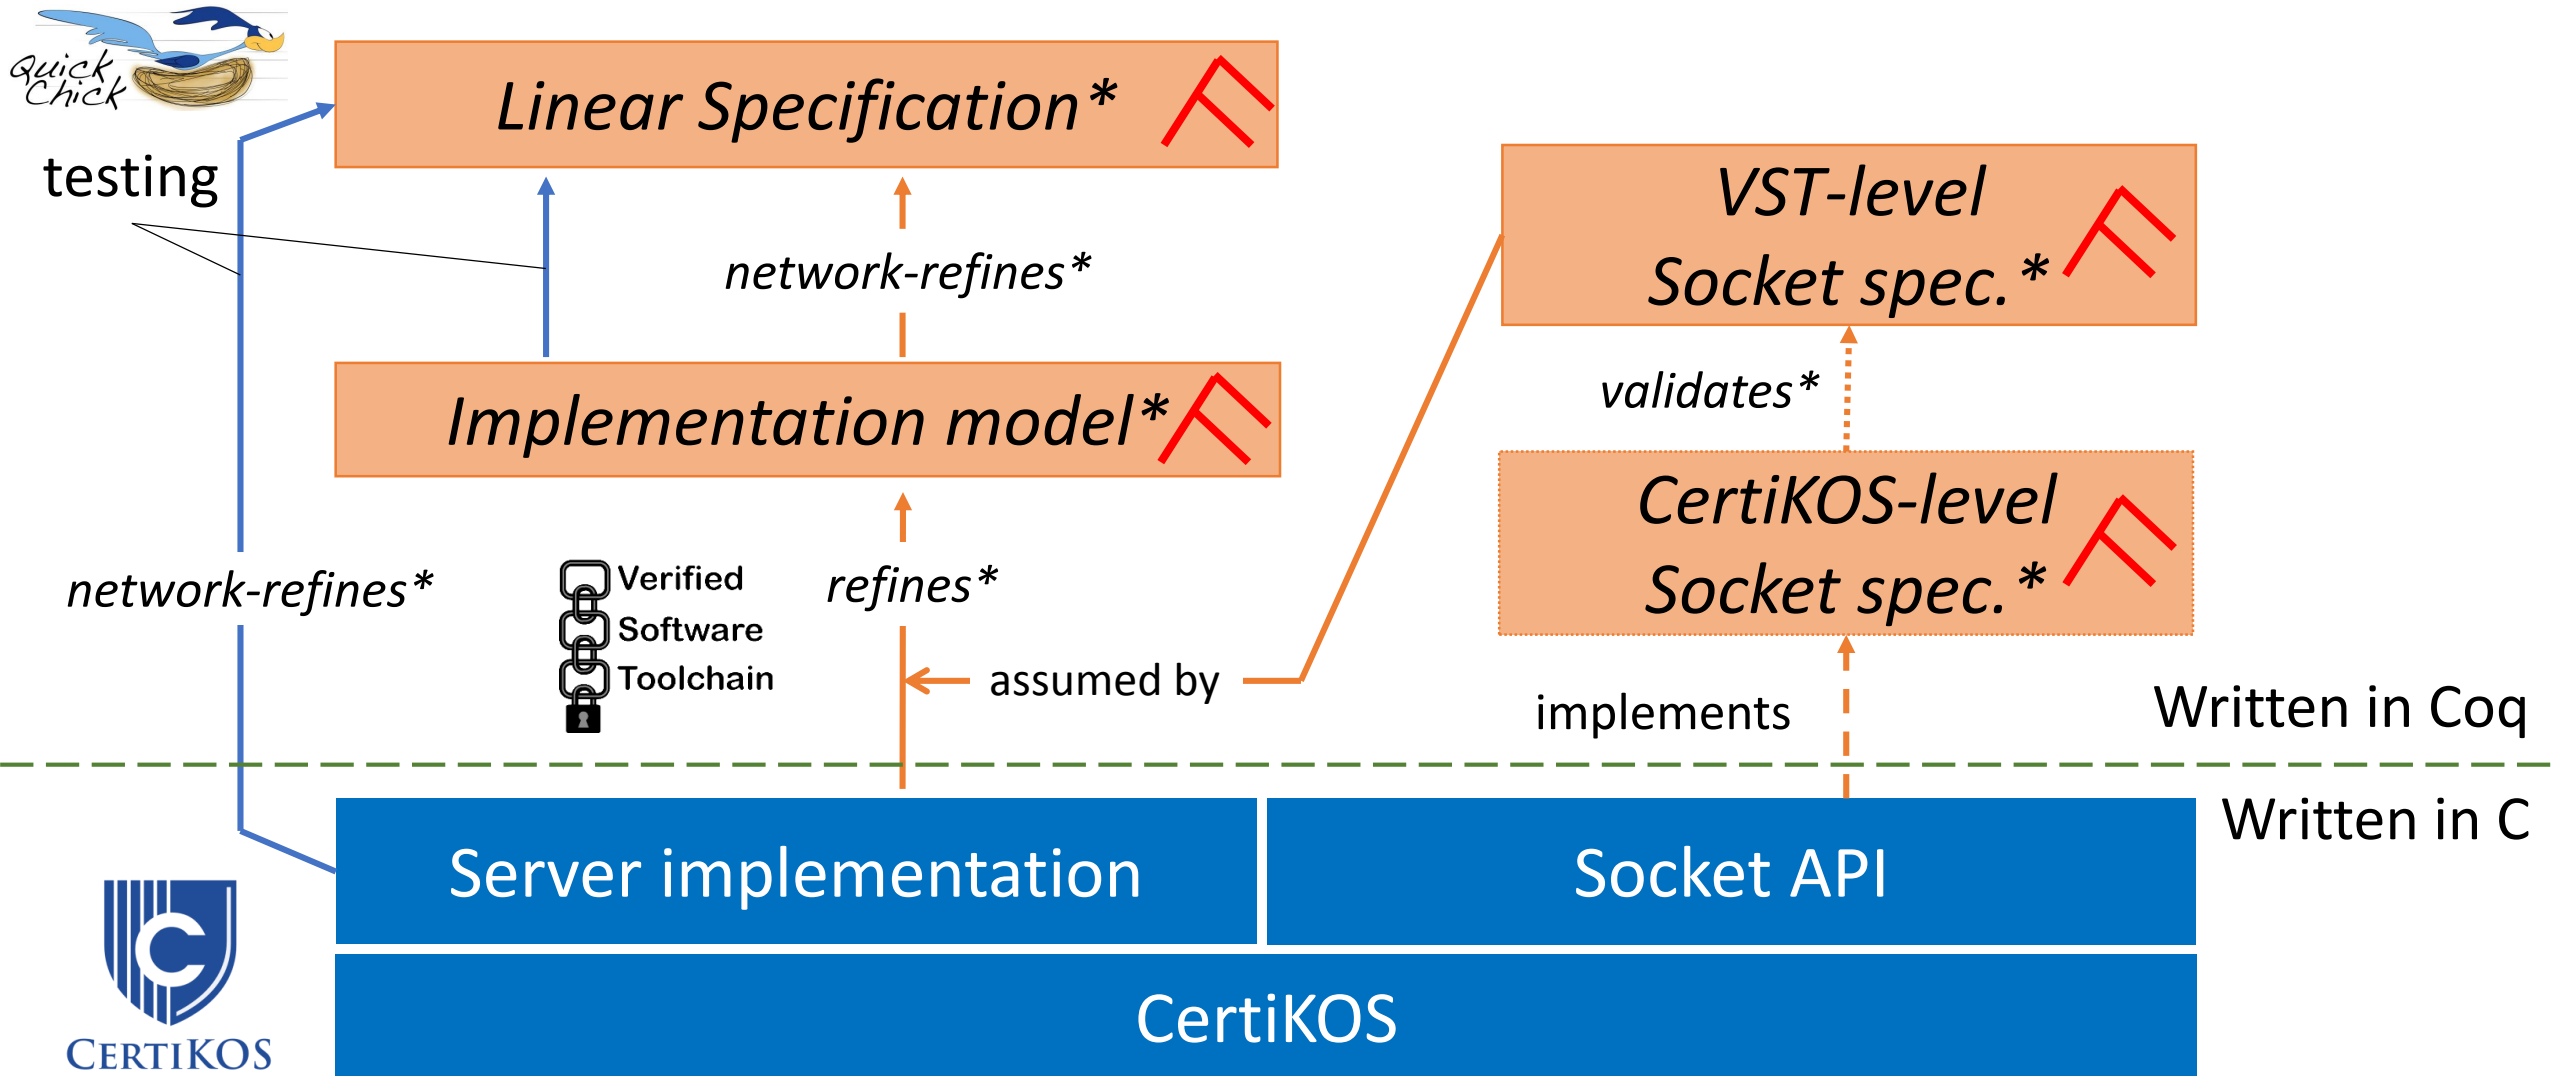 Quick
Chick
Linear Specification*
testing
VST-level
Socket spec.*
network-refines*
validates*
Implementation model*
CertiKOS-level
Socket spec.*
network-refines*
Verified
Software
Toolchain
refines*
assumed by
implements
Written in Coq
Written in C
Server implementation
Socket API
C
CERTIKOS
CertiKOS